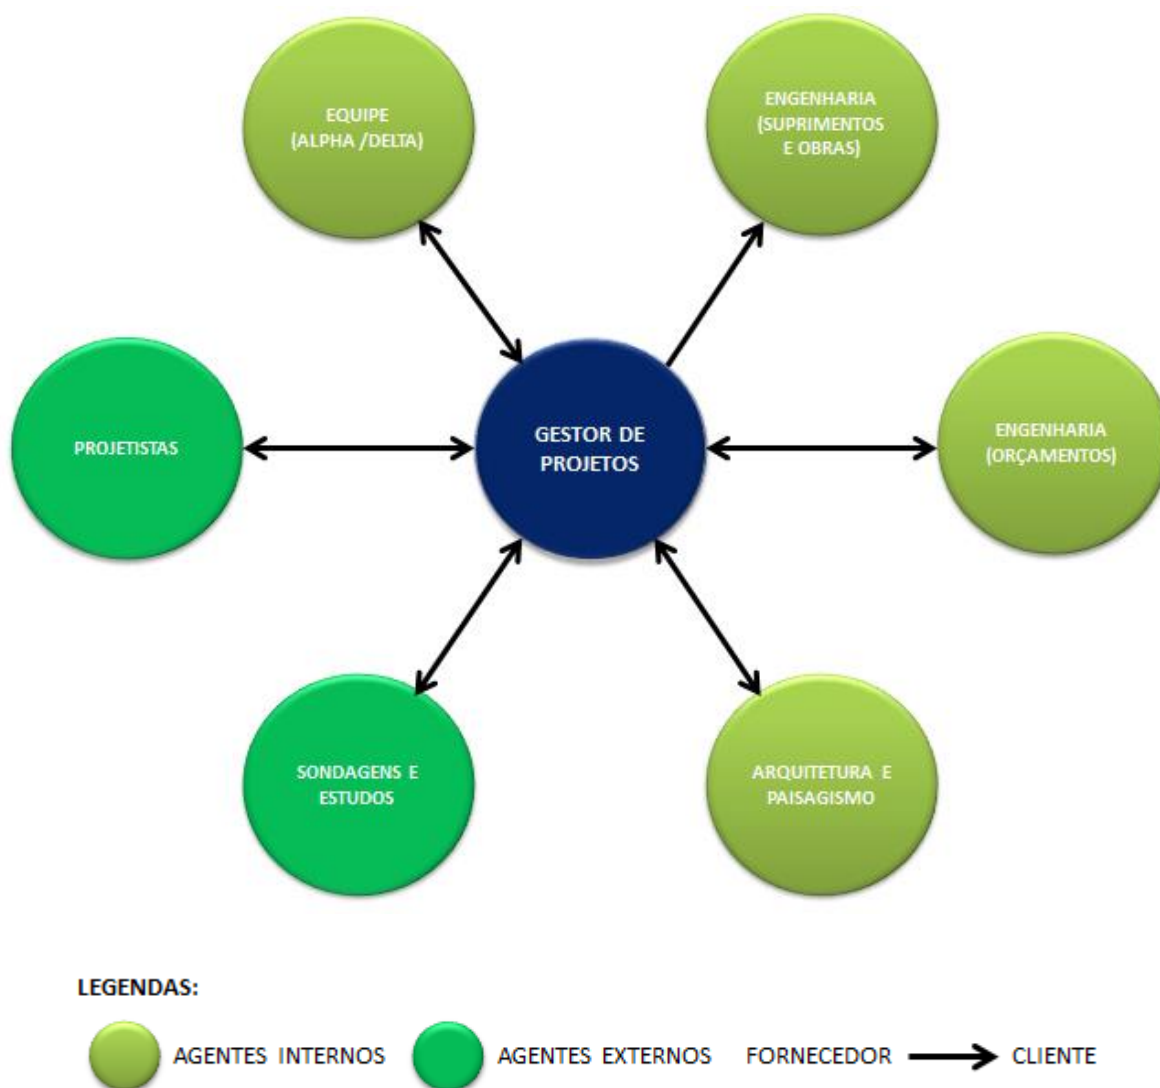 EQUIPE
(ALPHA /DELTA)
ENGENHARIA
(SUPRIMENTOS
E OBRAS)
PROJETISTAS
GESTOR DE
PROJETOS
ENGENHARIA
(ORÇAMENTOS)
SONDAGENS E
ESTUDOS
ARQUITETURA E
PAISAGISMO
LEGENDAS:
AGENTES INTERNOS AGENTES EXTERNOS FORNECEDOR CLIENTE